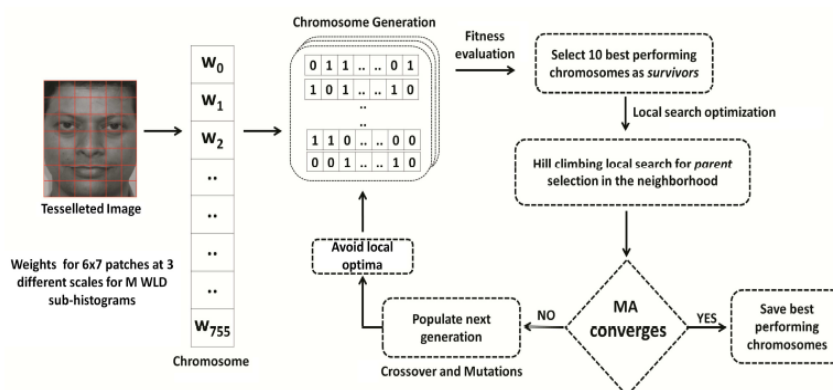 Tesselleted Image
Weights for 6x7 patches at 3
different scales for M WLD
sub-histograms
W0
W1
W2
..
..
..
..
W755
Chromosome
Chromosome Generation
0 1 1 .. .. 0 1
1 0 1 .. .. 1 0
..
..
1 1 0 .. .. 0 0
0 0 1 .. .. 1 0
Fitness
evaluation
Select 10 best performing
chromosomes as survivors
Local search optimization
Hill climbing local search for parent
selection in the neighborhood
MA
converges
YES
Save best
performing
chromosomes
NO
Populate next
generation
Crossover and Mutations
Avoid local
optima